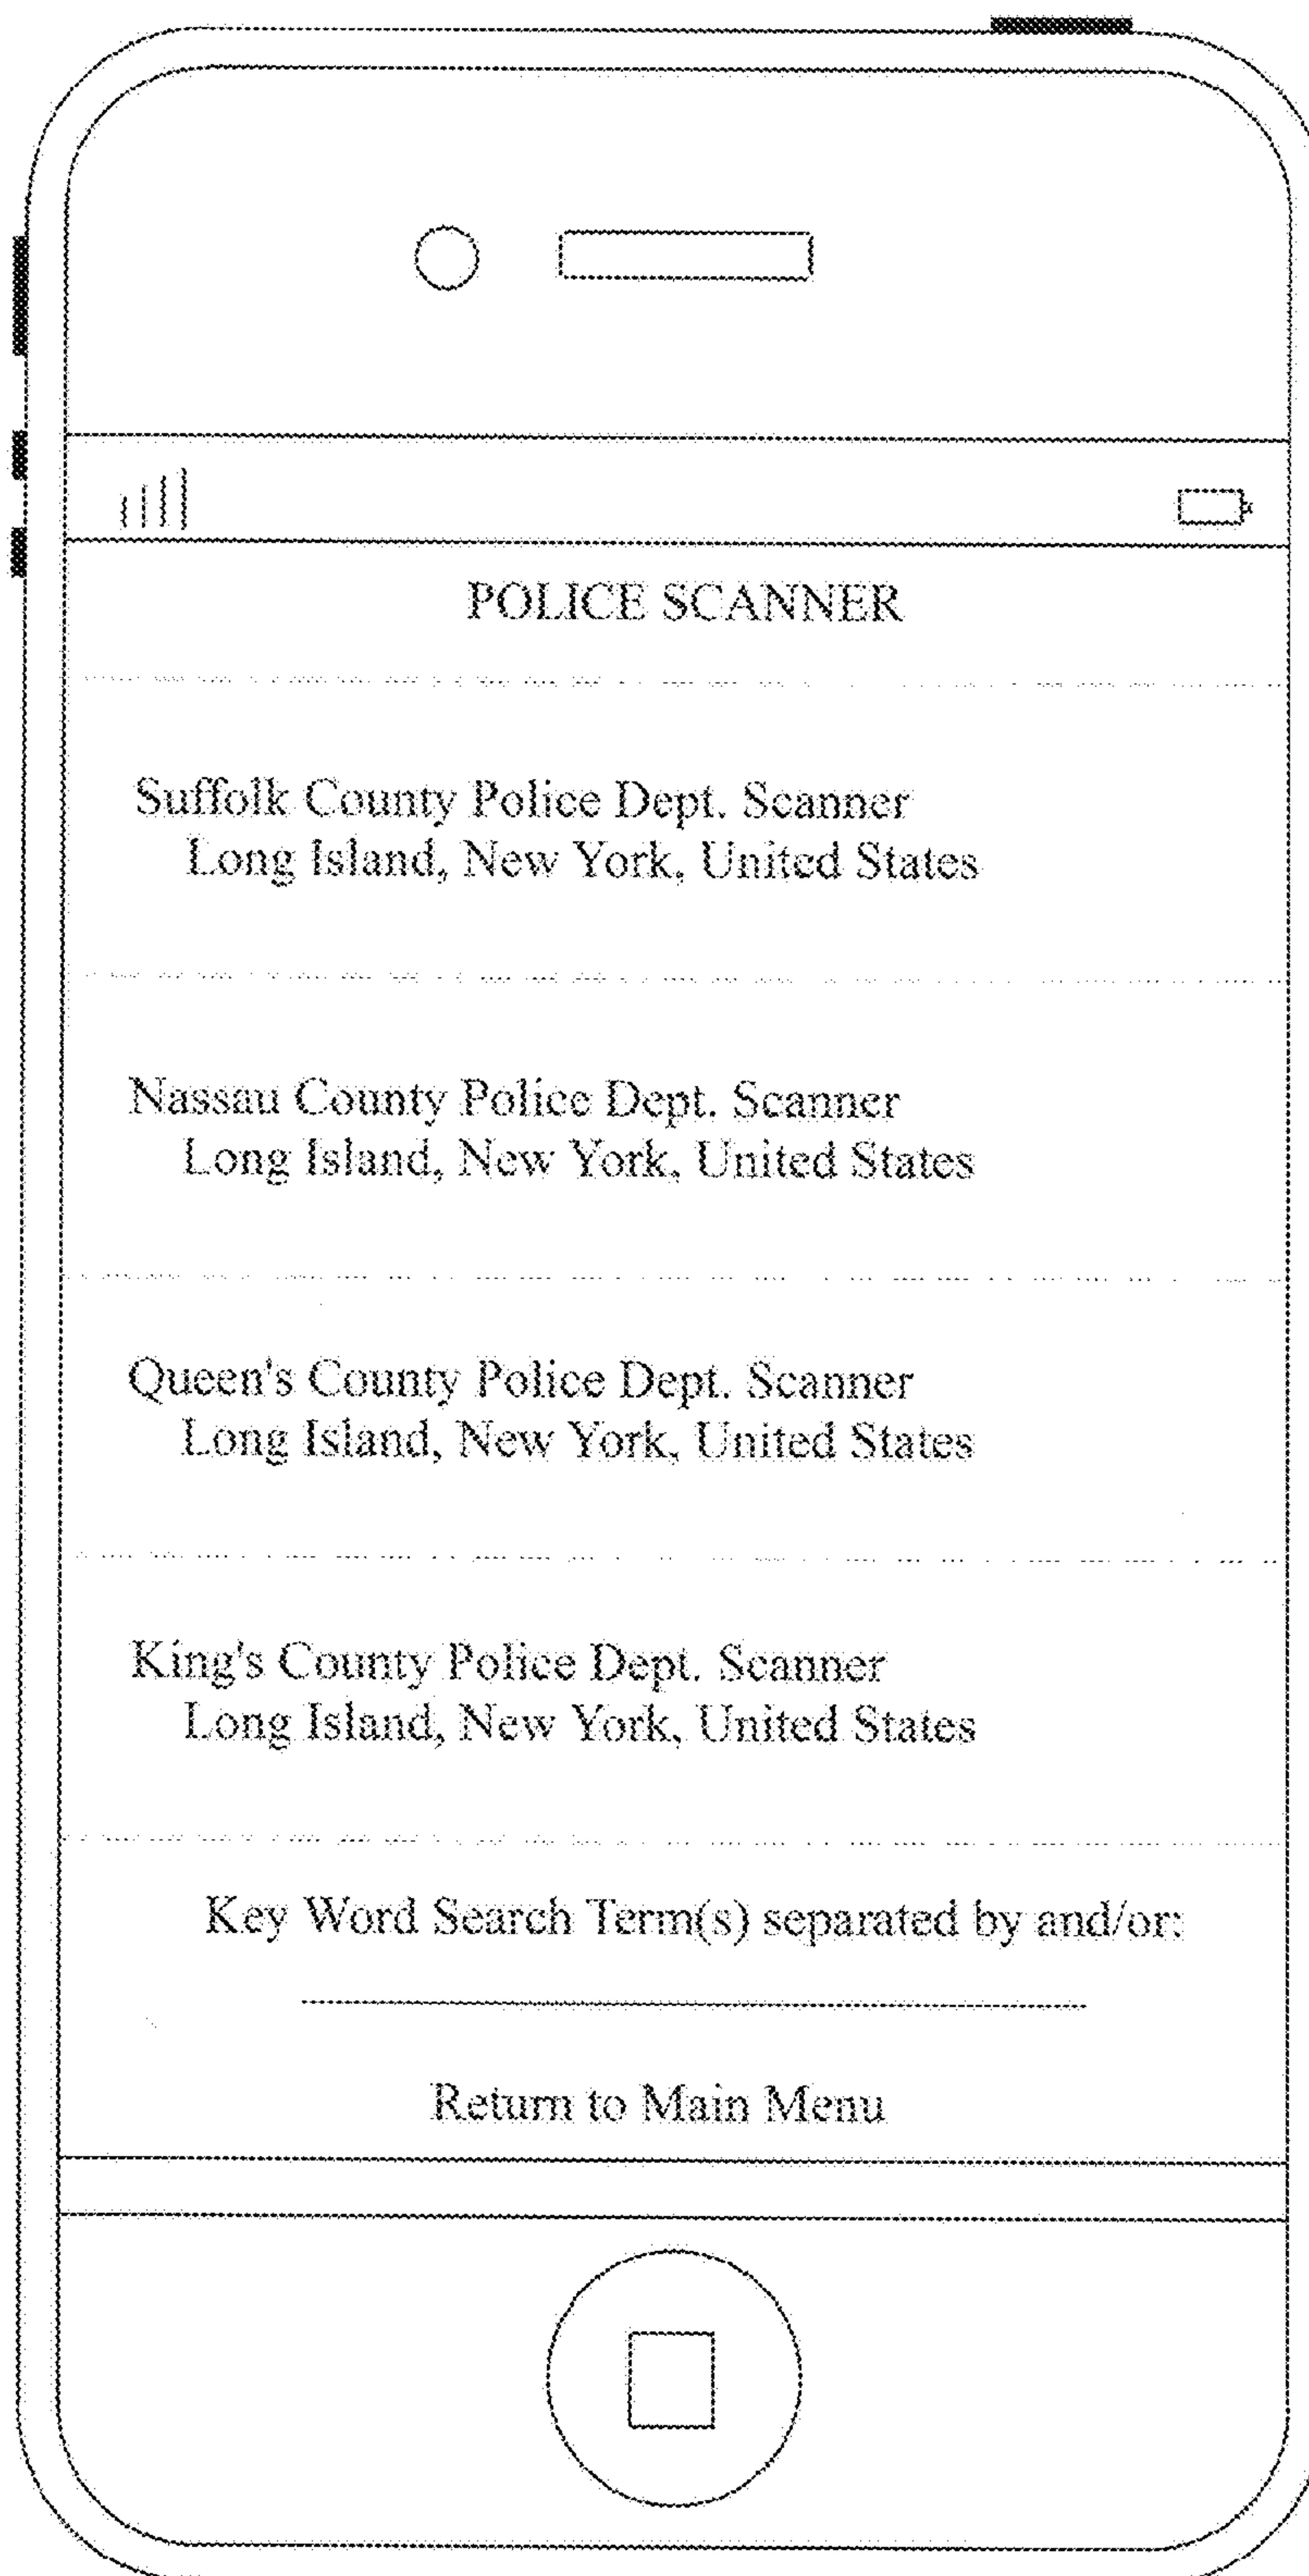 POLICE SCANNER
Suffolk County Police Dept. Scanner
Long Island, New York, United States
Nassau County Police Dept. Scanner
Long Island, New York, United States
Queen's County Police Dept. Scanner
Long Island, New York, United States
King's County Police Dept. Scanner
Long Island, New York, United States
Key Word Search Term(s) separated by and/or:
Return to Main Menu